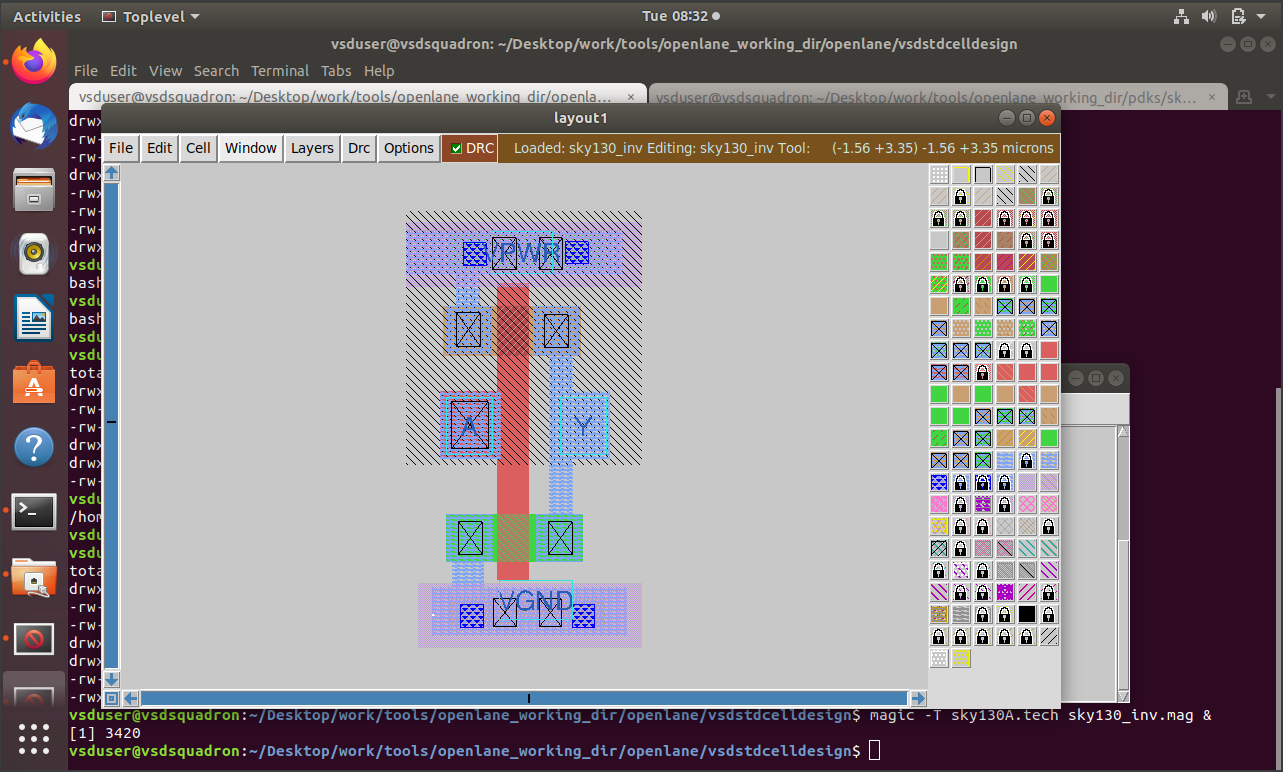 Activities Toplevel Tue 08:32
vsduser@vsdsquadron: ~/Desktop/work/tools/openlane_working_dir/openlane/vsdstdcelldesign
File Edit View Search Terminal Tabs Help
vsduser@vsdsquadron: ~/Desktop/work/tools/openlane_working_dir/openla... × vsduser@vsdsquadron: ~/Desktop/work/tools/openlane_working_dir/pdks/sk... ×
layout1
File Edit Cell Window Layers Drc Options DRC Loaded: sky130_inv Editing: sky130_inv Tool: (-1.56 +3.35) -1.56 +3.35 microns
drwx
-rw-
-rw-
drwx
-rw-
-rw-
-rw-
drwx
vsdu
bash
vsdu
bash
vsdu
vsdu
tota
drwx
-rw-
-rw-
drwx
-rw-
-rw-
vsdu
/hom
vsdu
vsdu
tota
drwx
-rw-
-rw-
drwx
drwx
-rw-
-rwx
VPWR
A
Y
VGND
vsduser@vsdsquadron:~/Desktop/work/tools/openlane_working_dir/openlane/vsdstdcelldesign$ magic -T sky130A.tech sky130_inv.mag &
[1] 3420
vsduser@vsdsquadron:~/Desktop/work/tools/openlane_working_dir/openlane/vsdstdcelldesign$